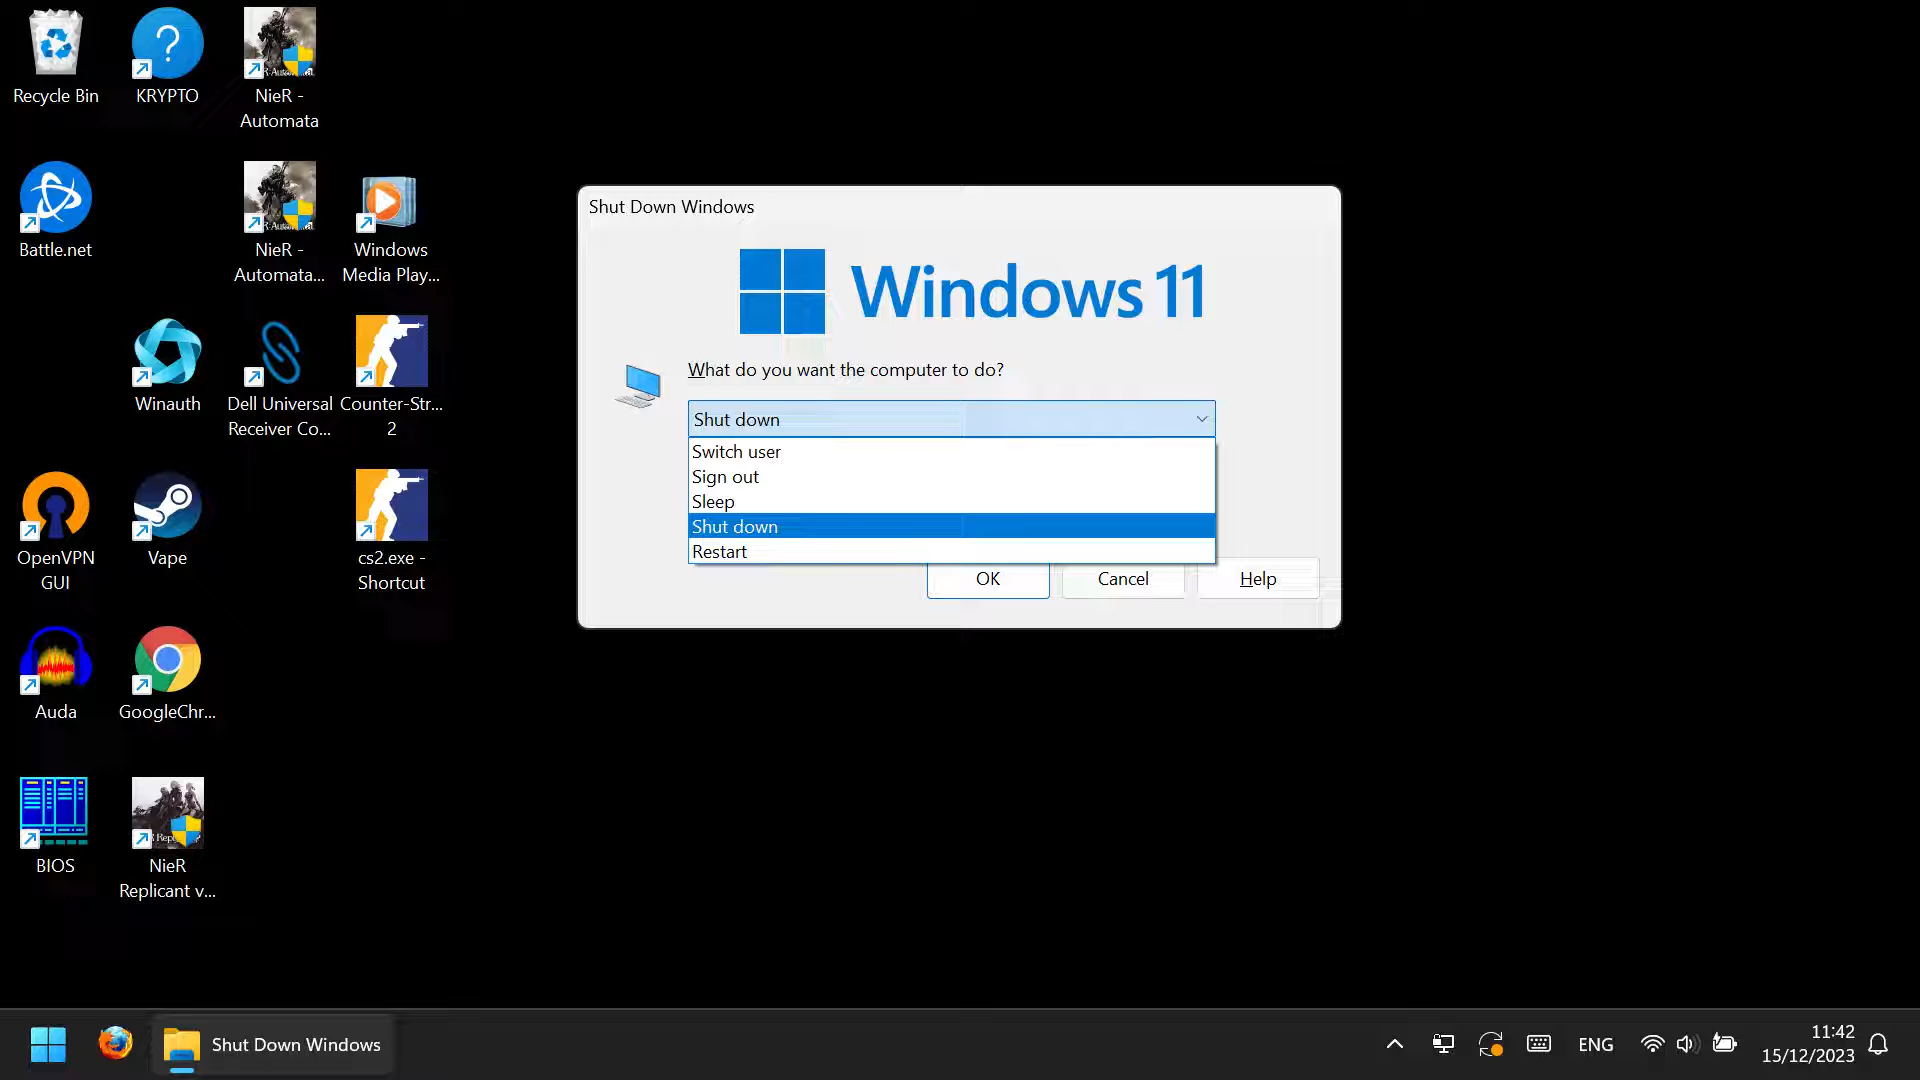 Recycle Bin
KRYPTO
NieR -
Automata
Battle.net
NieR -
Automata...
Windows
Media Play...
Winauth
Dell Universal
Receiver Co...
Counter-Str...
2
OpenVPN
GUI
Vape
cs2.exe -
Shortcut
Auda
GoogleChr...
BIOS
NieR
Replicant v...
Shut Down Windows
Windows 11
What do you want the computer to do?
Shut down
Switch user
Sign out
Sleep
Shut down
Restart
OK
Cancel
Help
Shut Down Windows
ENG
11:42
15/12/2023